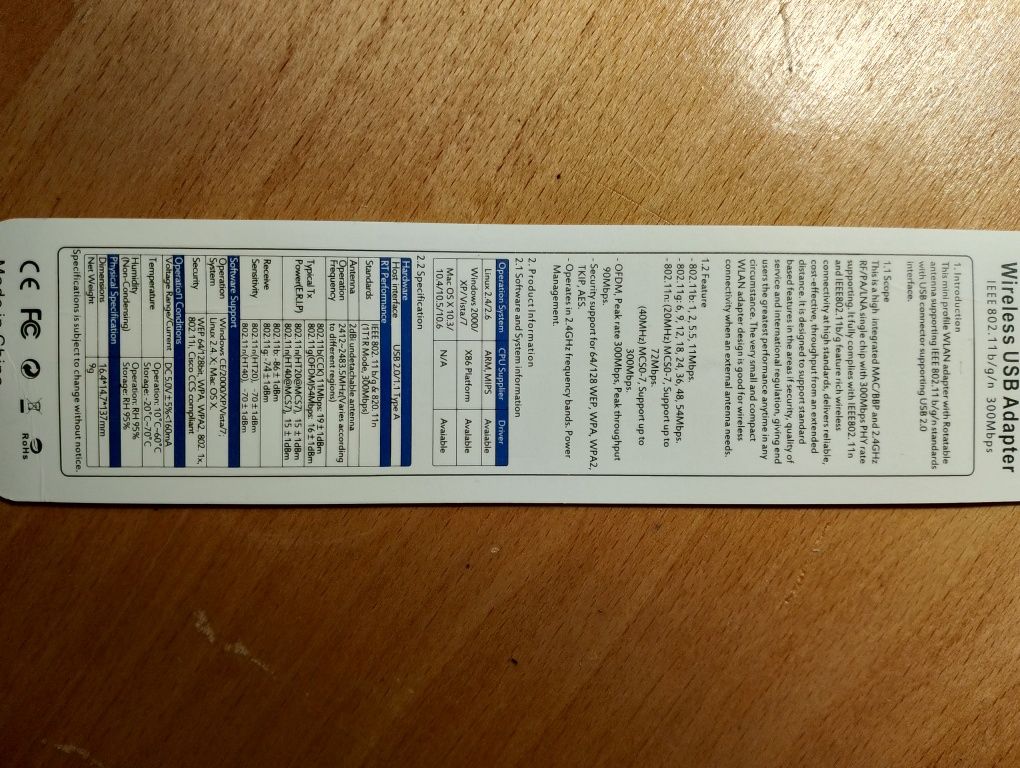 Wireless USB Adapter
IEEE802.11b/g/n 300Mbps
1. Introduction
This mini profile WLAN adapter with Rotatable
antenna supporting IEEE 802.11 b/g/n standards
with USB connector supporting USB 2.0
interface.
1.1 Scope
This is a high integrated MAC/BBP and 2.4GHz
RF/PA/LNA single chip with 300Mbps PHY rate
supporting. It fully complies with IEEE802.11n
and IEE802.11b/g feature rich wireless
connectivity at high standards, delivers reliable,
cost-effective, throughput from an extended
distance. It is designed to support standard
based features in the areas if security, quality of
service and international regulation, giving end
users the greatest performance anytime in any
circumstance. The very small and compact
WLAN adapter design is good for wireless
connectivity when an external antenna needs.
1.2 Feature
- 802.11b: 1, 2, 5.5, 11Mbps.
- 802.11g: 6, 9, 12, 18, 24, 36, 48, 54Mbps.
- 802.11n: (20MHz) MCS0-7, Support up to
72Mbps.
(40MHz) MCS0-7, Support up to
300Mbps.
- OFDM, Peak rate 300Mbps, Peak throughput
90Mbps.
- Security support for 64/128 WEP, WPA, WPA2,
TKIP, AES.
- Operates in 2.4GHz frequency bands. Power
Management.
2. Product Information
2.1 Software and System CPU information
Operation System CPU Supplier Driver
Linux 2.4/2.6 ARM, MIPS Available
Windows 2000/
XP/Vista/7 X86 Platform Available
Mac OS X 10.3/
10.4/10.5/10.6 N/A Available
2.2 Specification
Hardware
Host interface USB 2.0/1.1 Type A
RT Performance
Standards IEEE 802.11 b/g & 820.11n
(1T1R Mode, 300Mbps)
Antenna 2dBi undetachable antenna
Operation 2412~2483.5MHz(Varies according
Frequency to different regions)
Typical Tx 802.11b(CCK) 11Mbps: 19 ± 1dBm
Power(E.I.R.P) 802.11g(OFDM)54Mbps: 16 ± 1dBm
802.11n(HT20@MCS7), 15 ± 1dBm
802.11n(HT40@MCS7), 15 ± 1dBm
Receive 802.11b: -86 ± 1dBm
Sensitivity 802.11g: -74 ± 1dBm
802.11n(HT20), -70 ± 1dBm
802.11n(HT40), -70 ± 1dBm
Software Support
Operation Windows CE/2000/XP/Vista/7;
System Linux 2.4.X; Mac OS X
Security WEP 64/128bit, WPA, WPA2, 802. 1x,
802.11i, Cisco CCS compliant
Operation Conditions
Voltage Range/Current DC5.0V±5%<160mA
Temperature Operation: 10°C~60°C
Storage: -20°C~70°C
Humidity Operation: RH 95%
(Non-Condensing) Storage: RH 95%
Physical Specification
Dimensions 16.4*14.7*137mm
Net Weight 9g
Specifications is subject to change without notice.
CE FC RoHs
Made in China